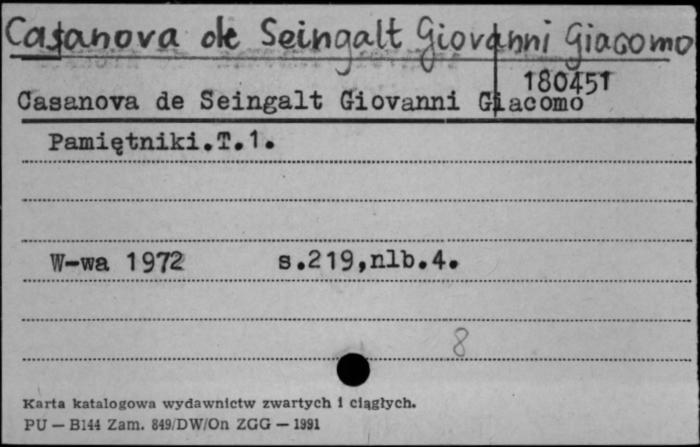 Casanova de Seingalt Giovanni Giacomo
180451
Casanova de Seingalt Giovanni Giacomo
Pamiętniki.T.1.
W-wa 1972 s.219,nlb.4.
8
Karta katalogowa wydawnictw zwartych i ciągłych.
PU — B144 Zam. 849/DW/On ZGG — 1991